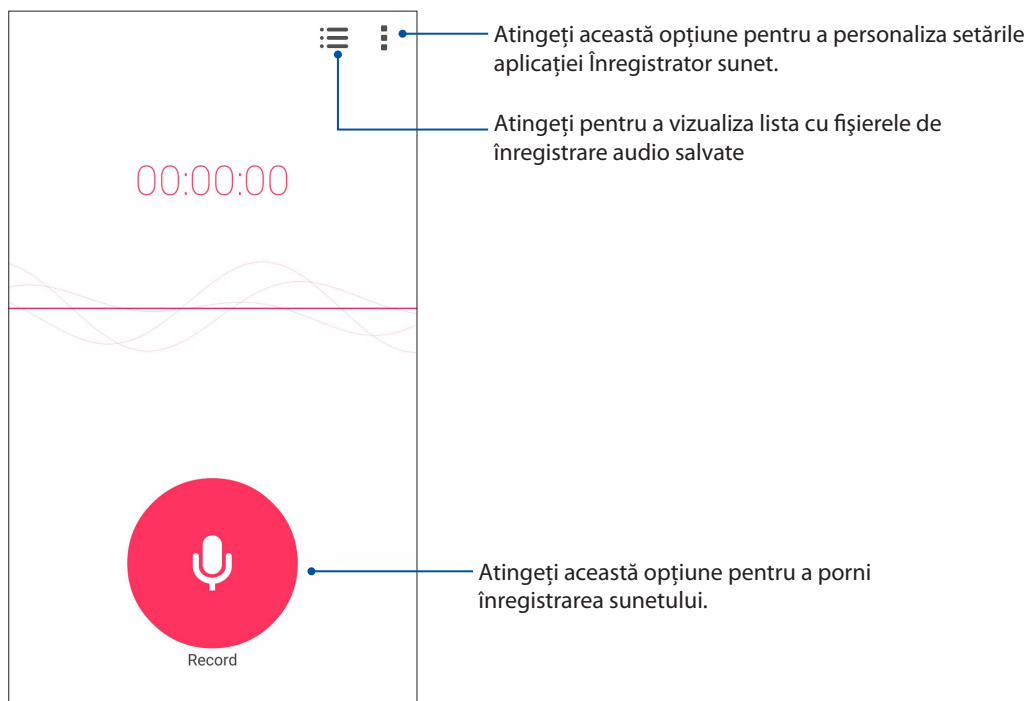 Atingeți această opțiune pentru a personaliza setările
aplicației Înregistrator sunet.
Atingeți pentru a vizualiza lista cu fişierele de
înregistrare audio salvate
00:00:00
Atingeți această opțiune pentru a porni
înregistrarea sunetului.
Record